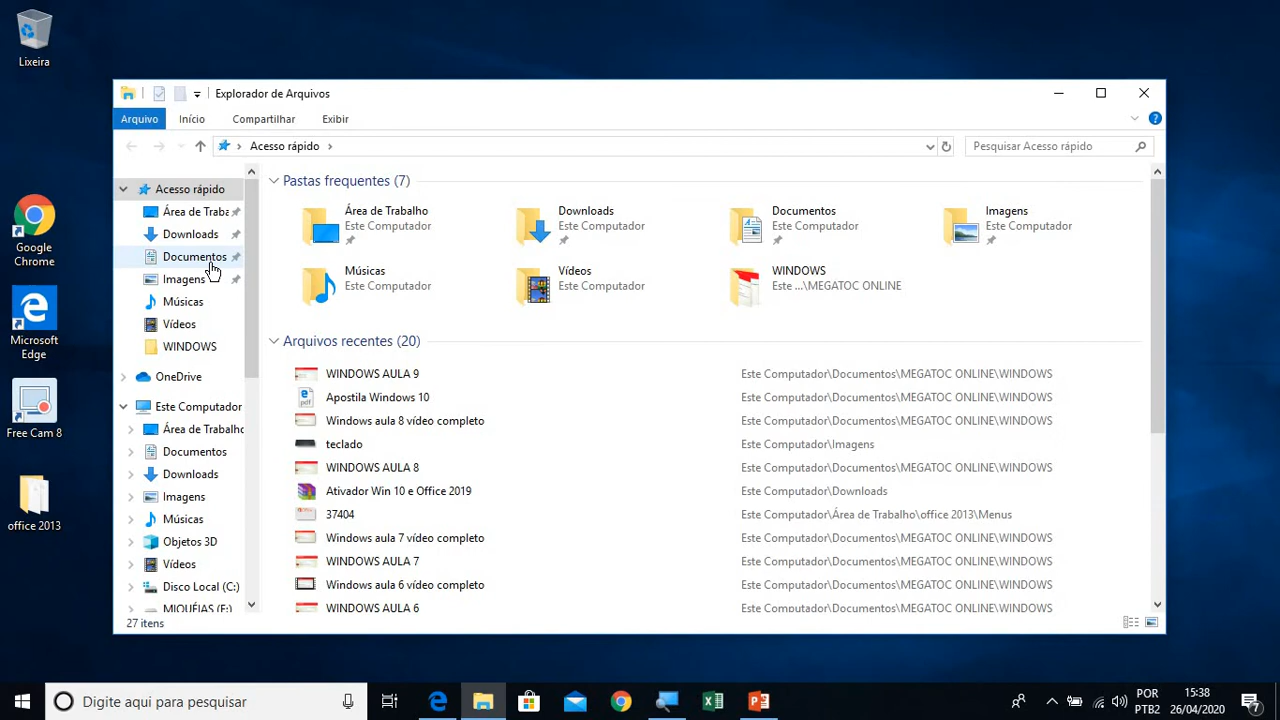 Lixeira
Google
Chrome
Microsoft
Edge
Free Cam 8
office 2013
Explorador de Arquivos
Arquivo
Início
Compartilhar
Exibir
Acesso rápido
Pesquisar Acesso rápido
Acesso rápido
Área de Traba
Downloads
Documentos
Imagens
Músicas
Vídeos
WINDOWS
OneDrive
Este Computador
Área de Trabalho
Documentos
Downloads
Imagens
Músicas
Objetos 3D
Vídeos
Disco Local (C:)
MIQUÉIAS (E:)
Pastas frequentes (7)
Área de Trabalho
Este Computador
Downloads
Este Computador
Documentos
Este Computador
Imagens
Este Computador
Músicas
Este Computador
Vídeos
Este Computador
WINDOWS
Este ...\MEGATOC ONLINE
Arquivos recentes (20)
WINDOWS AULA 9 Este Computador\Documentos\MEGATOC ONLINE\WINDOWS
Apostila Windows 10 Este Computador\Documentos\MEGATOC ONLINE\WINDOWS
Windows aula 8 vídeo completo Este Computador\Documentos\MEGATOC ONLINE\WINDOWS
teclado Este Computador\Imagens
WINDOWS AULA 8 Este Computador\Documentos\MEGATOC ONLINE\WINDOWS
Ativador Win 10 e Office 2019 Este Computador\Downloads
37404 Este Computador\Área de Trabalho\office 2013\Menus
Windows aula 7 vídeo completo Este Computador\Documentos\MEGATOC ONLINE\WINDOWS
WINDOWS AULA 7 Este Computador\Documentos\MEGATOC ONLINE\WINDOWS
Windows aula 6 vídeo completo Este Computador\Documentos\MEGATOC ONLINE\WINDOWS
WINDOWS AULA 6 Este Computador\Documentos\MEGATOC ONLINE\WINDOWS
27 itens
Digite aqui para pesquisar
POR
PTB2
15:38
26/04/2020
7